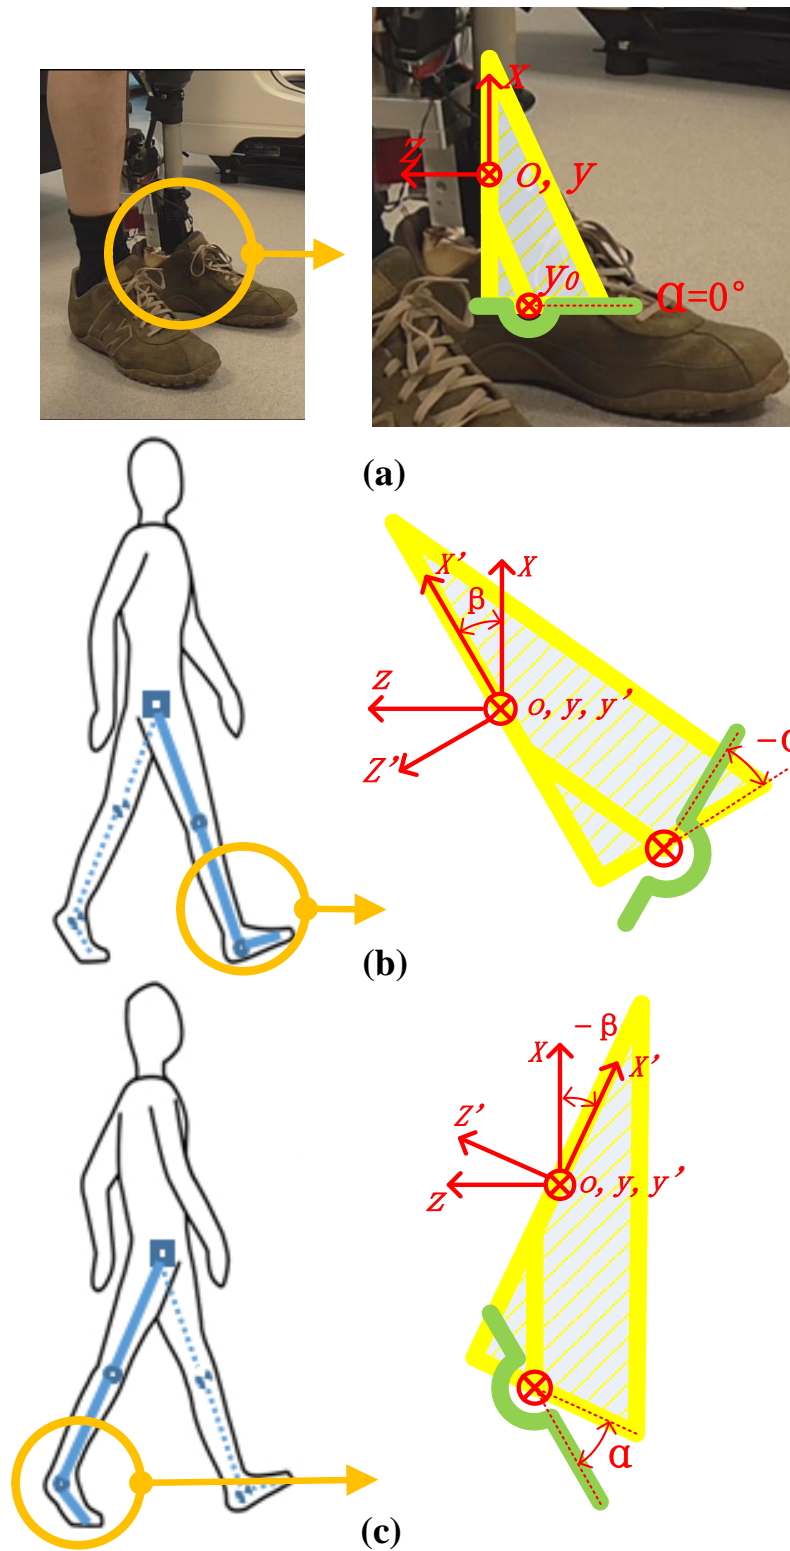 x
z
o, y
y₀
α=0°
(a)
X'
X
β
z
o, y, y'
Z'
-α
(b)
-β
X
X'
Z'
z
o, y, y'
α
(c)